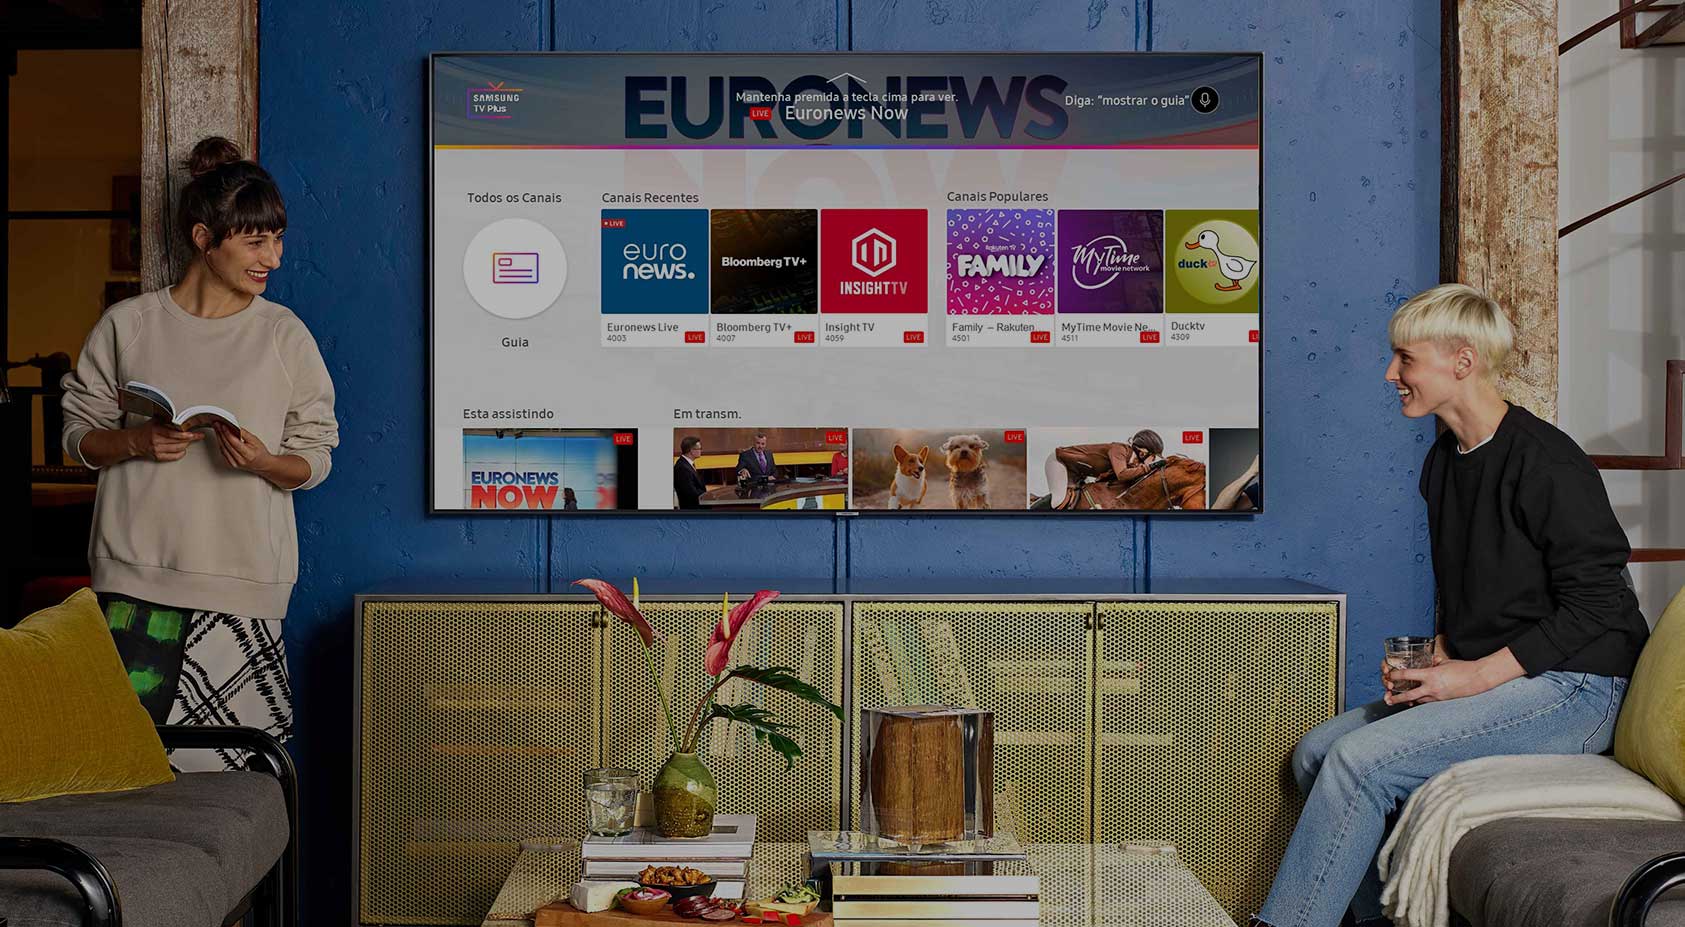 SAMSUNG
TV Plus
EURONEWS
Mantenha premida a tecla cima para ver.
LIVE Euronews Now
Diga: "mostrar o guia"
NOW
Todos os Canais
Guia
Canais Recentes
LIVE
euro
news.
Euronews Live
4003 LIVE
Bloomberg TV+
Bloomberg TV+
4007 LIVE
INSIGHT TV
Insight TV
4059 LIVE
Canais Populares
Rakuten TV
FAMILY
Family – Rakuten...
4501 LIVE
MyTime
movie network
MyTime Movie Ne...
4511 LIVE
duck
Ducktv
4309
Esta assistindo
LIVE
EURONEWS
NOW
Em transm.
LIVE
LIVE
LIVE